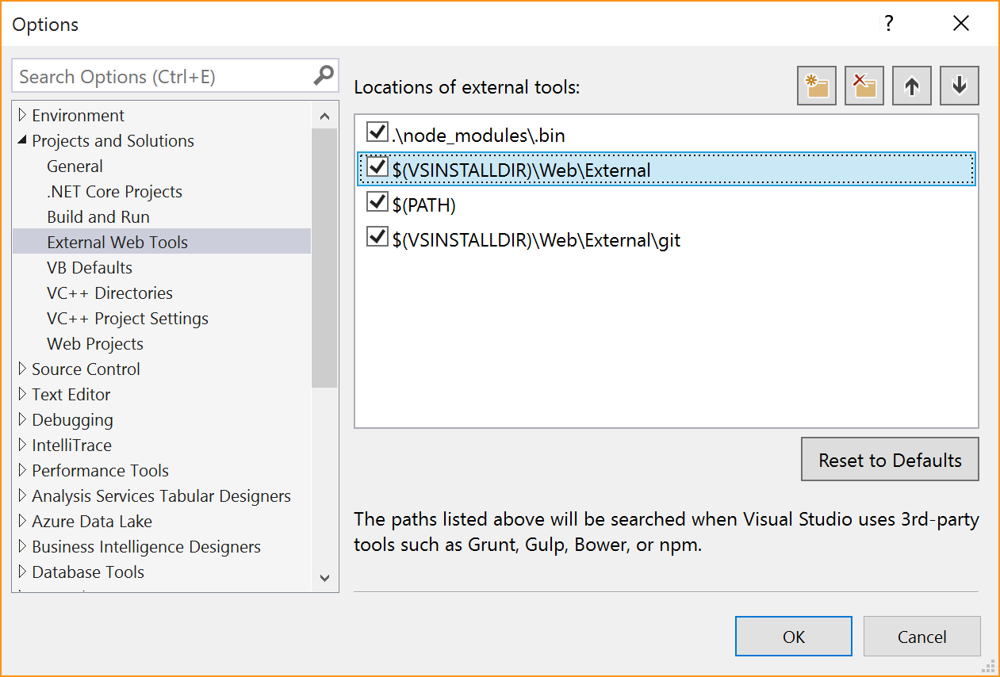 Options
?
Search Options (Ctrl+E)
Environment
Projects and Solutions
General
.NET Core Projects
Build and Run
External Web Tools
VB Defaults
VC++ Directories
VC++ Project Settings
Web Projects
Source Control
Text Editor
Debugging
IntelliTrace
Performance Tools
Analysis Services Tabular Designers
Azure Data Lake
Business Intelligence Designers
Database Tools
Locations of external tools:
.\node_modules\.bin
$(VSINSTALLDIR)\Web\External
$(PATH)
$(VSINSTALLDIR)\Web\External\git
Reset to Defaults
The paths listed above will be searched when Visual Studio uses 3rd-party
tools such as Grunt, Gulp, Bower, or npm.
OK
Cancel